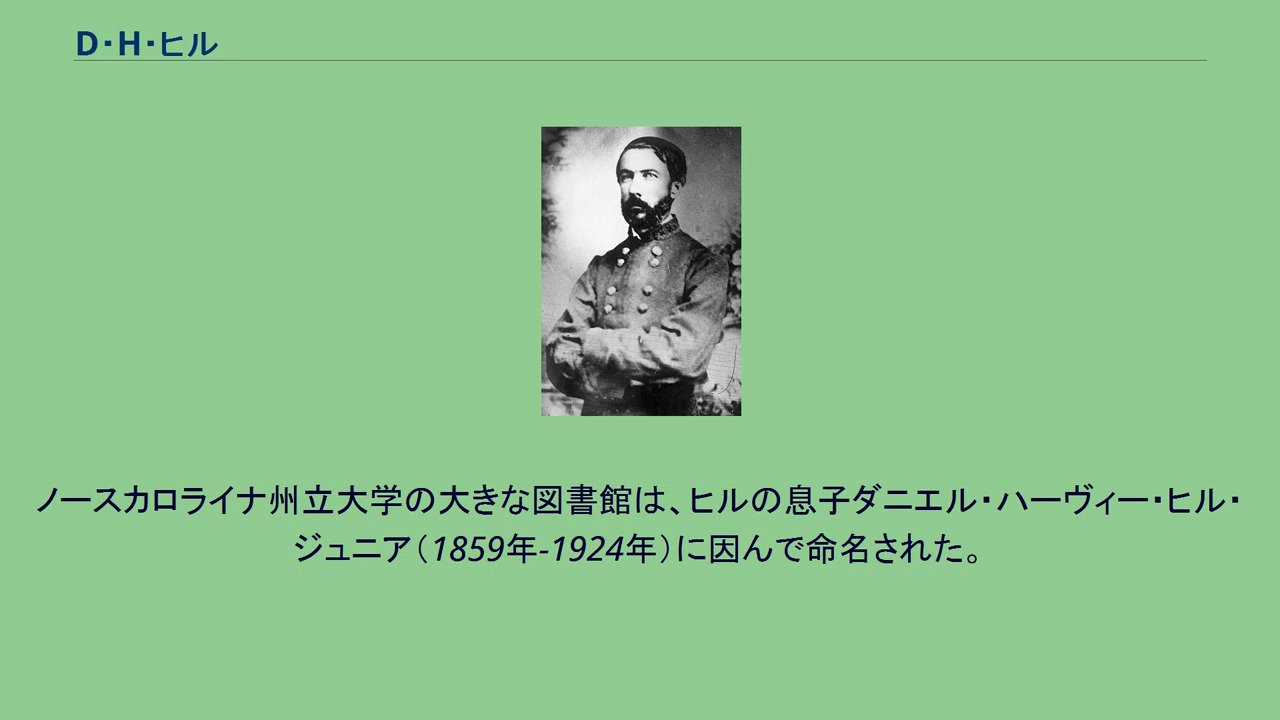 D・H・ヒル
ノースカロライナ州立大学の大きな図書館は、ヒルの息子ダニエル・ハーヴィー・ヒル・
ジュニア（1859年-1924年）に因んで命名された。